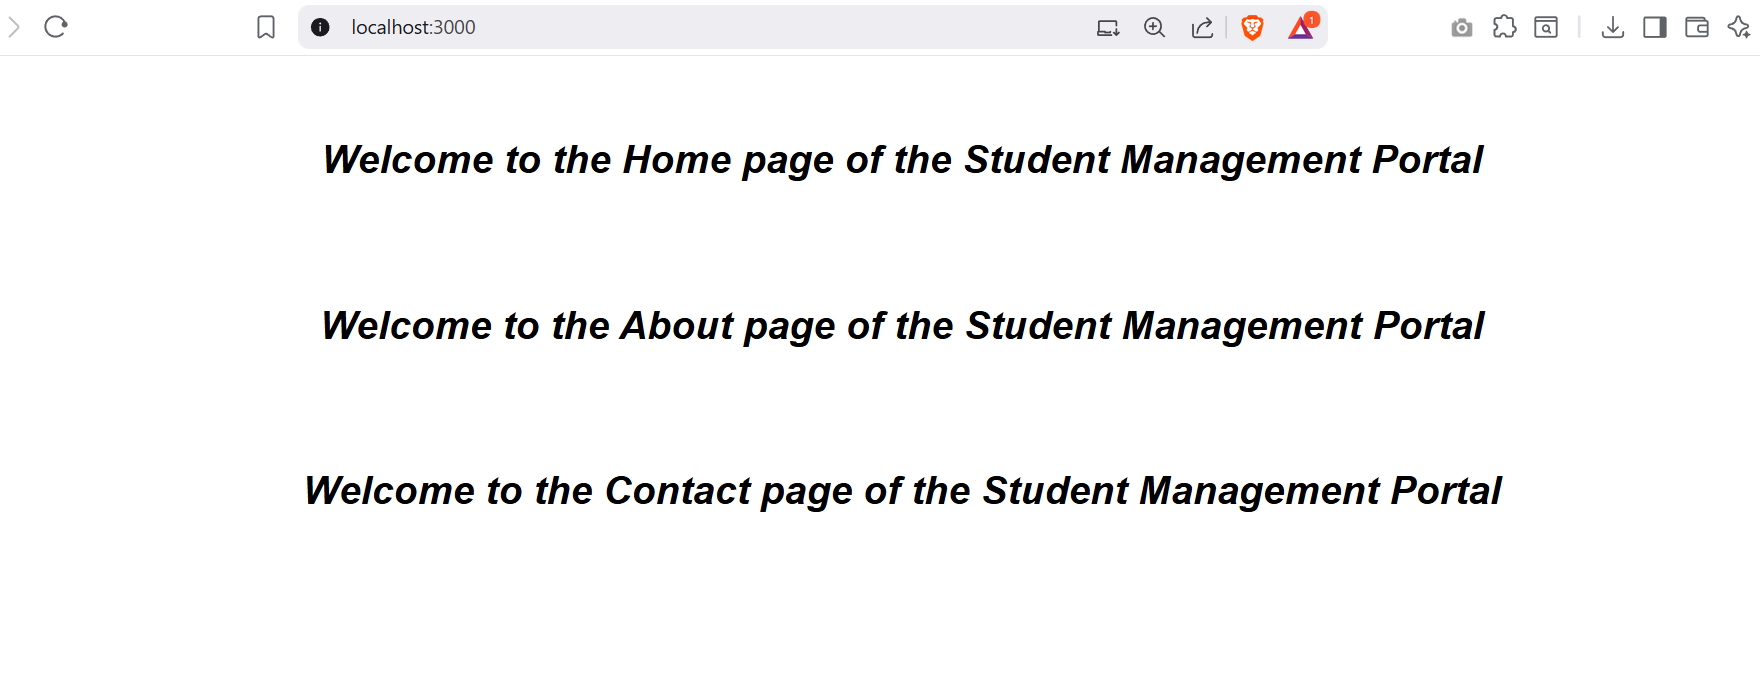 localhost:3000
1
Welcome to the Home page of the Student Management Portal
Welcome to the About page of the Student Management Portal
Welcome to the Contact page of the Student Management Portal